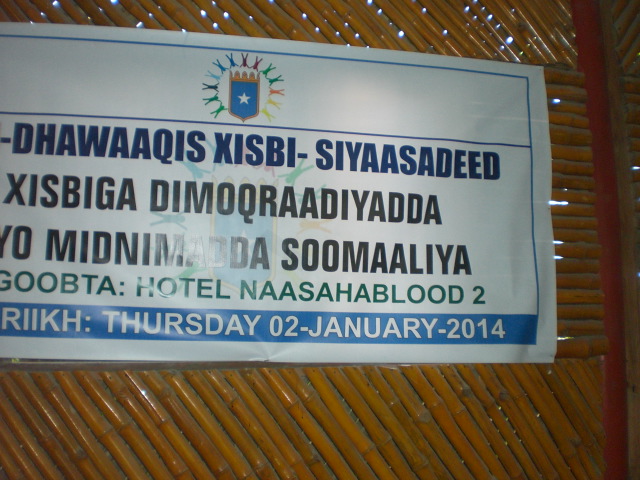 -DHAWAAQIS XISBI- SIYAASADEED
XISBIGA DIMOQRAADIYADDA
YO MIDNIMADDA SOOMAALIYA
GOOBTA: HOTEL NAASAHABLOOD 2
RIIKH: THURSDAY 02-JANUARY-2014